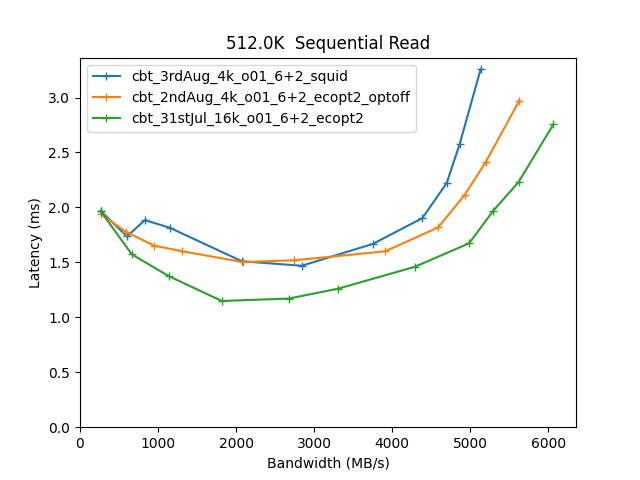 512.0K  Sequential Read
cbt_3rdAug_4k_o01_6+2_squid
cbt_2ndAug_4k_o01_6+2_ecopt2_optoff
cbt_31stJul_16k_o01_6+2_ecopt2
Latency (ms)
3.0
2.5
2.0
1.5
1.0
0.5
0.0
0 1000 2000 3000 4000 5000 6000
Bandwidth (MB/s)